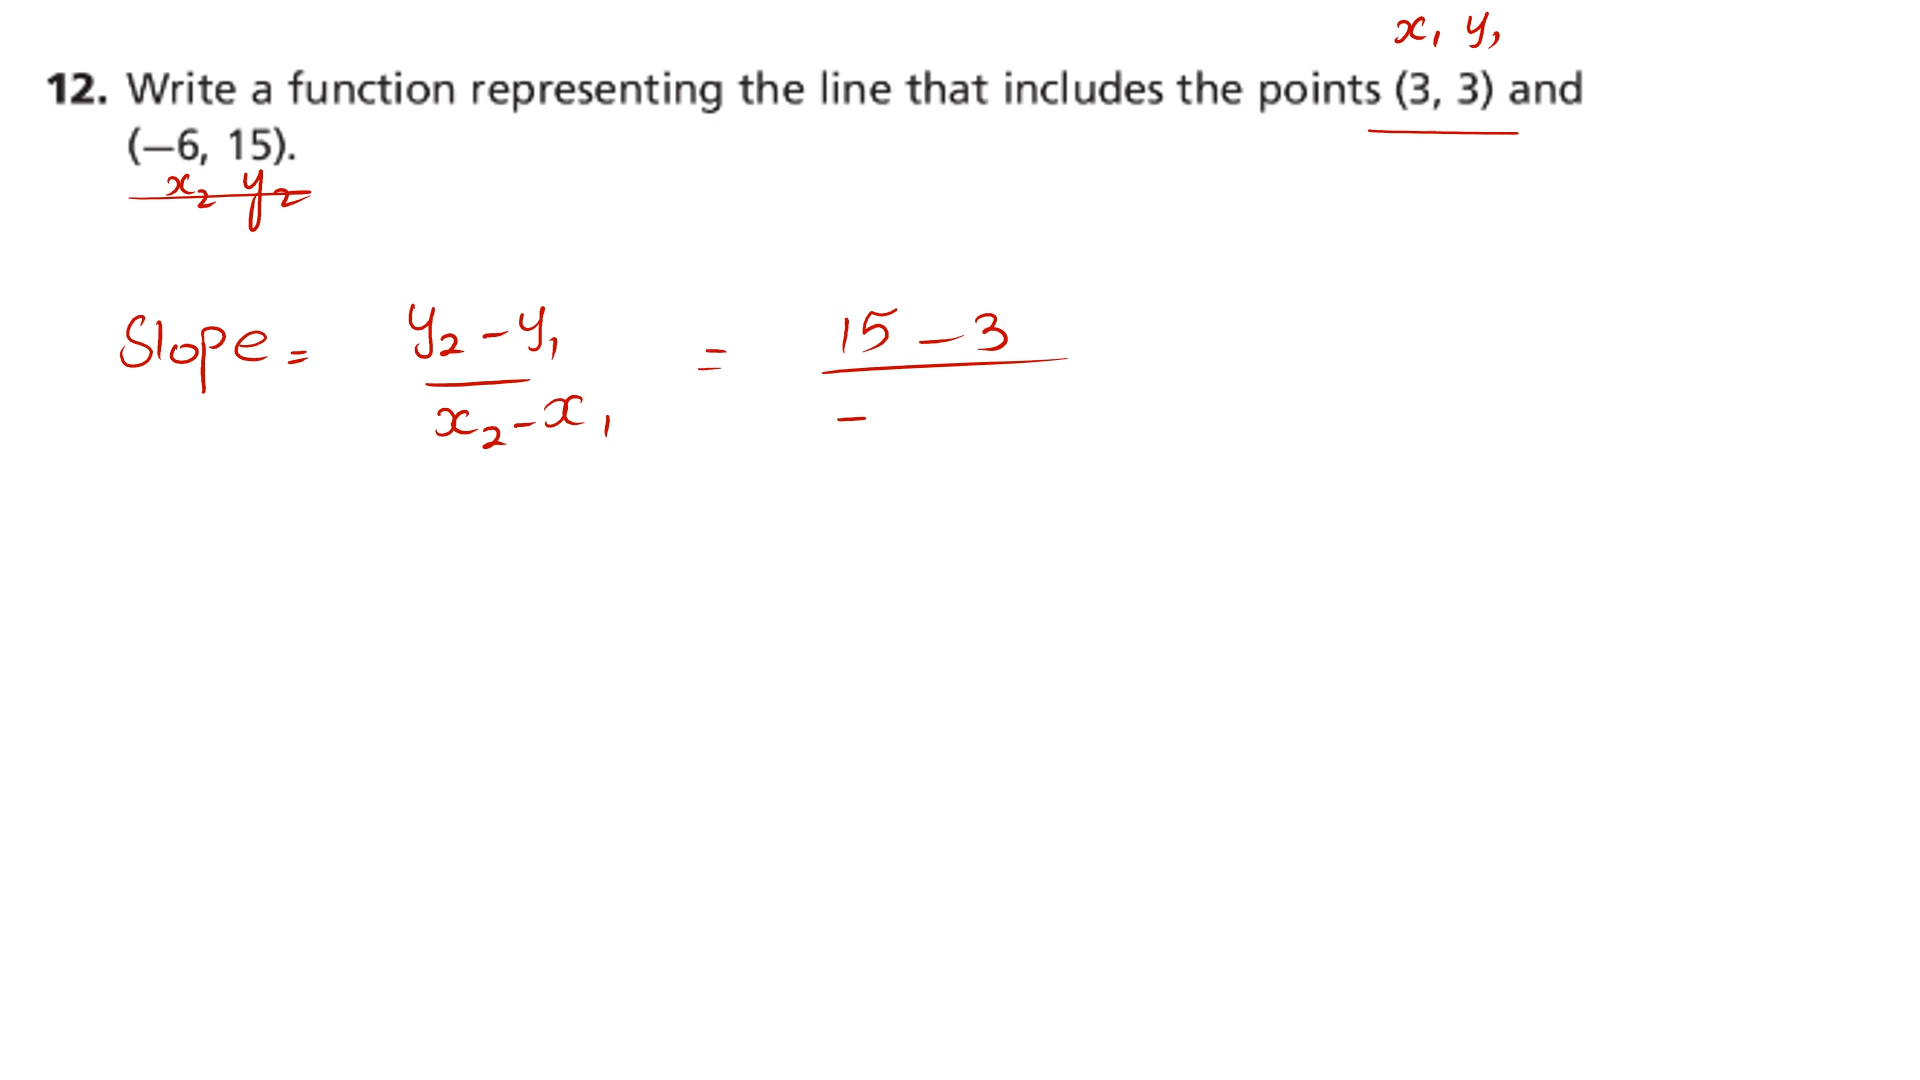 x₁ y₁
12. Write a function representing the line that includes the points (3, 3) and
(−6, 15).
x₂ y₂
Slope = y₂ − y₁ = 15 − 3
x₂ − x₁ −